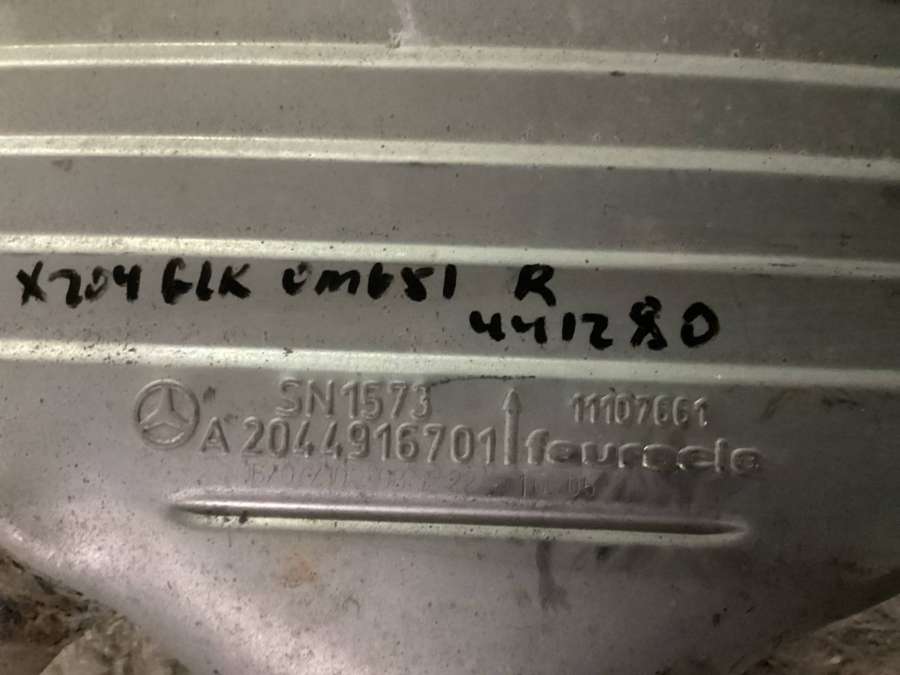 X204 GLK OM651 R
441280
SN1573
11107661
A 2044916701 faurecia